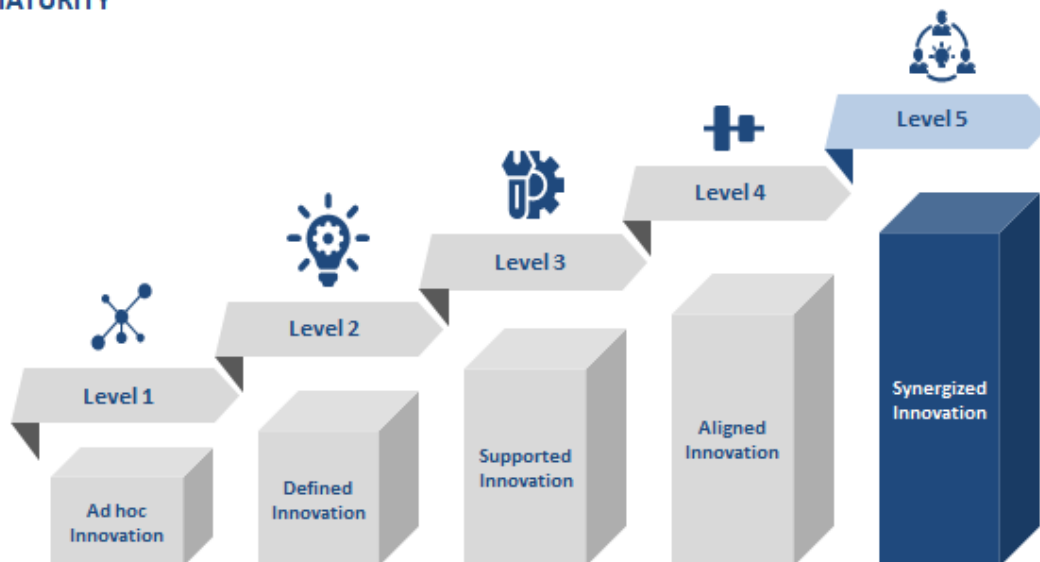 MATURITY
Level 5
Level 4
Level 3
Level 2
Level 1
Synergized
Innovation
Aligned
Innovation
Supported
Innovation
Defined
Innovation
Ad hoc
Innovation